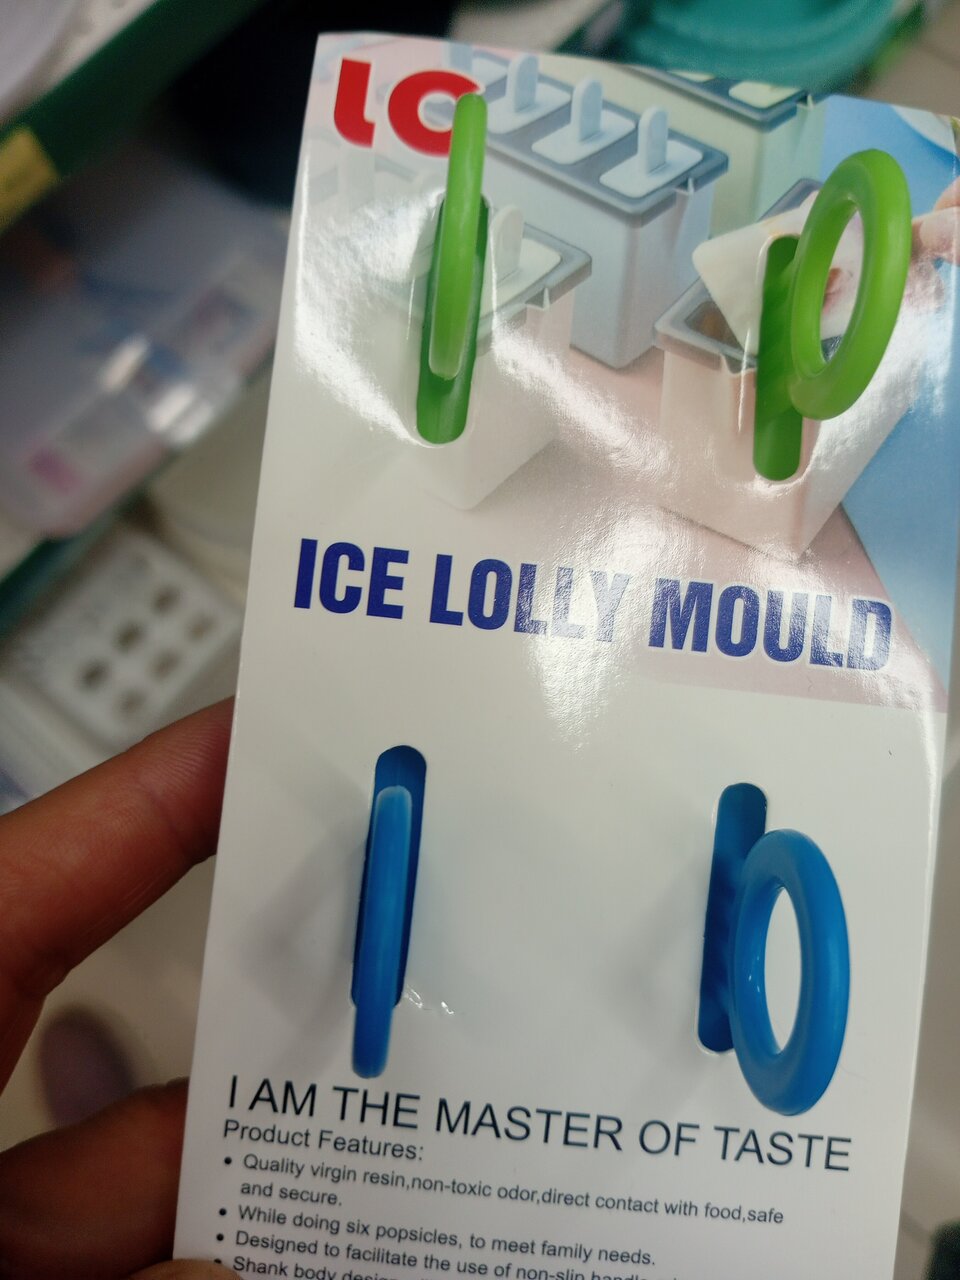 ICE LOLLY MOULD
I AM THE MASTER OF TASTE
Product Features:
• Quality virgin resin,non-toxic odor,direct contact with food,safe
and secure.
• While doing six popsicles, to meet family needs.
• Designed to facilitate the use of non-slip
• Shank body